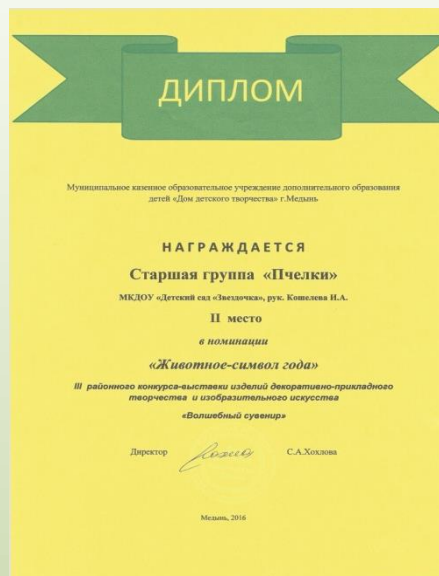 ДИПЛОМ
Муниципальное казенное образовательное учреждение дополнительного образования
детей «Дом детского творчества» г.Медынь
НАГРАЖДАЕТСЯ
Старшая группа «Пчелки»
МКДОУ «Детский сад «Звездочка», рук. Кошелева И.А.
II место
в номинации
«Животное-символ года»
III районного конкурса-выставки изделий декоративно-прикладного
творчества и изобразительного искусства
«Волшебный сувенир»
Директор С.А.Хохлова
Медынь, 2016